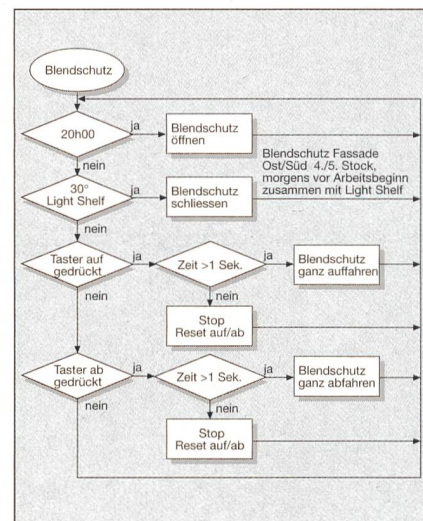 Blendschutz
20h00
ja
Blendschutz
öffnen
nein
Blendschutz Fassade
Ost/Süd 4./5. Stock,
morgens vor Arbeitsbeginn
zusammen mit Light Shelf
30°
Light Shelf
ja
Blendschutz
schliessen
nein
Taster auf
gedrückt
ja
Zeit >1 Sek.
ja
Blendschutz
ganz auffahren
nein
nein
Stop
Reset auf/ab
Taster ab
gedrückt
ja
Zeit >1 Sek.
ja
Blendschutz
ganz abfahren
nein
nein
Stop
Reset auf/ab